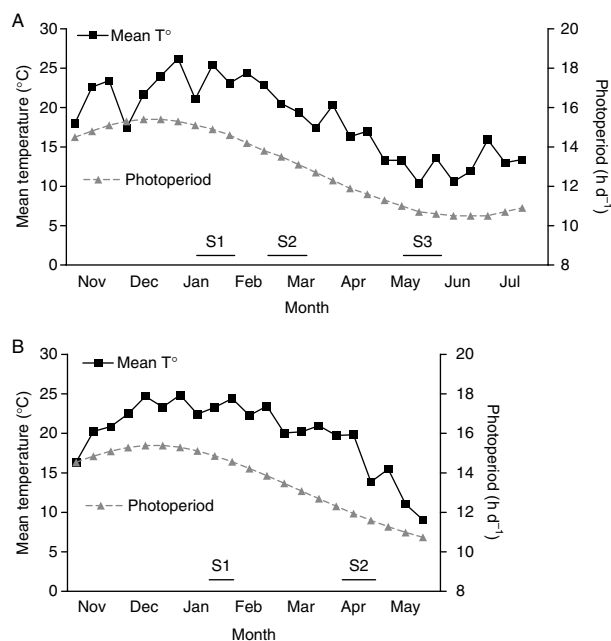 A
Mean T°
Photoperiod
Mean temperature (°C)
30
25
20
15
10
5
0
Photoperiod (h d⁻¹)
20
18
16
14
12
10
8
S1 S2 S3
Nov Dec Jan Feb Mar Apr May Jun Jul
Month
B
Mean T°
Photoperiod
Mean temperature (°C)
30
25
20
15
10
5
0
Photoperiod (h d⁻¹)
20
18
16
14
12
10
8
S1 S2
Nov Dec Jan Feb Mar Apr May
Month